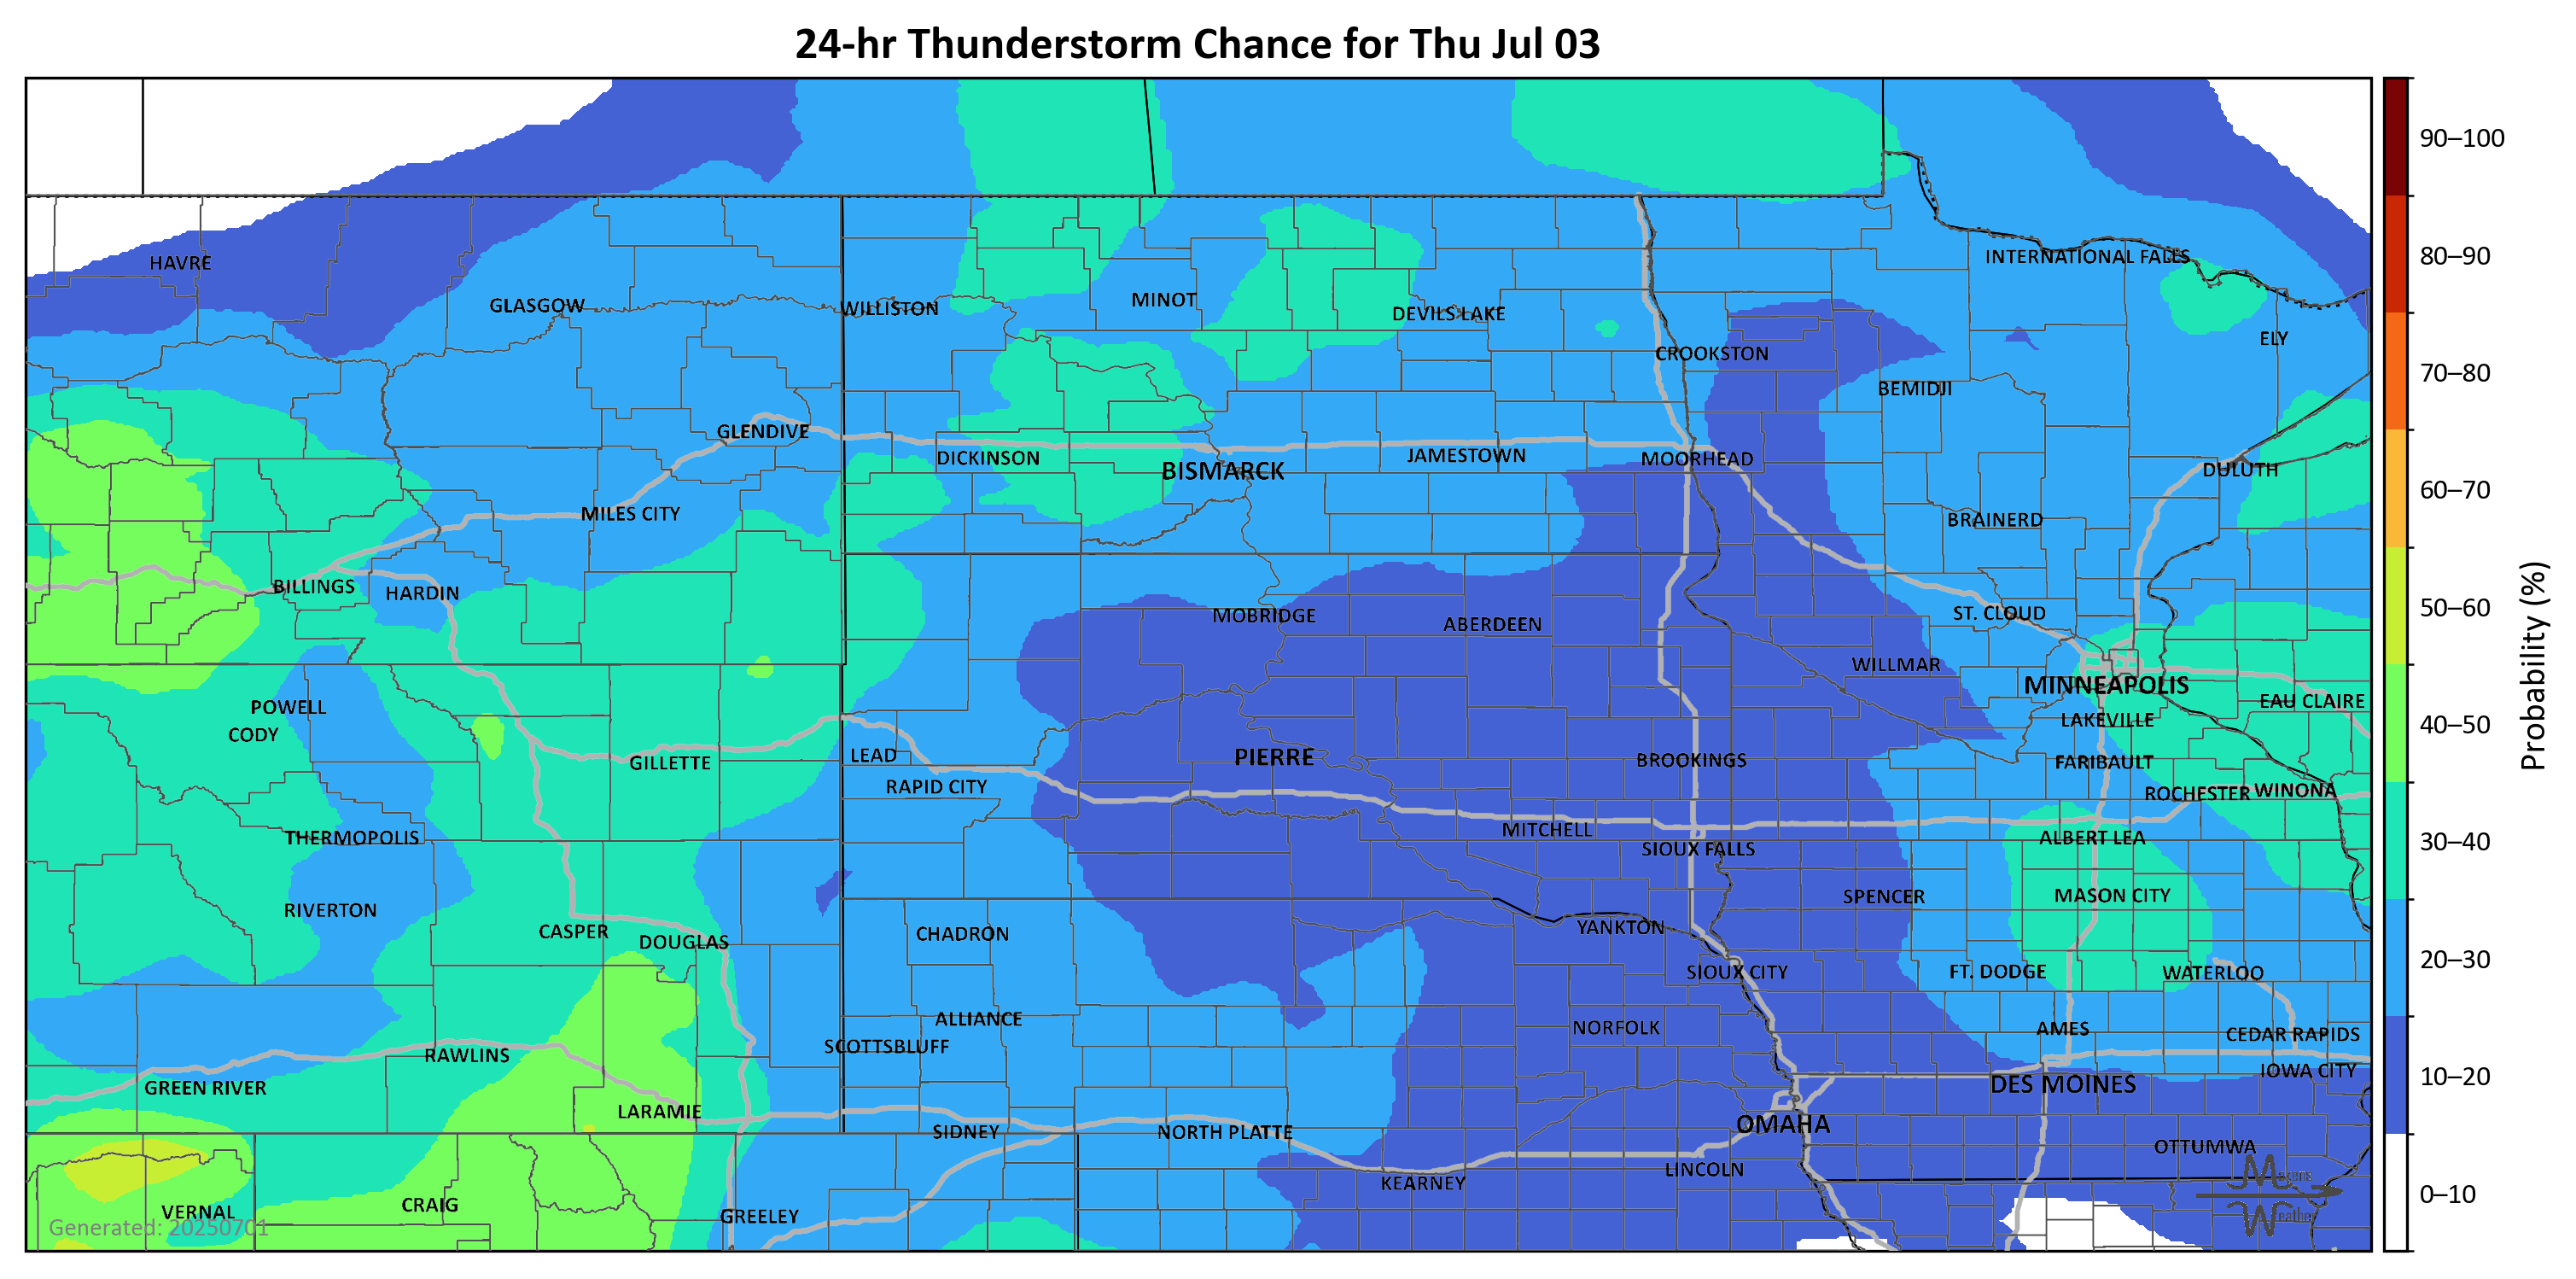 24-hr Thunderstorm Chance for Thu Jul 03
90–100
INTERNATIONAL FALLS
80–90
HAVRE
GLASGOW
WILLISTON
MINOT
DEVILS LAKE
ELY
CROOKSTON
70–80
BEMIDJI
GLENDIVE
DICKINSON
BISMARCK
JAMESTOWN
MOORHEAD
DULUTH
60–70
MILES CITY
BRAINERD
BILLINGS
HARDIN
MOBRIDGE
ABERDEEN
ST. CLOUD
50–60
WILLMAR
MINNEAPOLIS
Probability (%)
POWELL
EAU CLAIRE
CODY
LAKEVILLE
40–50
LEAD
PIERRE
BROOKINGS
FARIBAULT
GILLETTE
RAPID CITY
ROCHESTER
WINONA
THERMOPOLIS
MITCHELL
ALBERT LEA
30–40
SIOUX FALLS
RIVERTON
SPENCER
MASON CITY
CASPER
DOUGLAS
CHADRON
YANKTON
20–30
SIOUX CITY
FT. DODGE
WATERLOO
ALLIANCE
NORFOLK
AMES
CEDAR RAPIDS
SCOTTSBLUFF
RAWLINS
IOWA CITY
GREEN RIVER
DES MOINES
10–20
LARAMIE
SIDNEY
NORTH PLATTE
OMAHA
OTTUMWA
LINCOLN
KEARNEY
Makens
Weather
0–10
VERNAL
CRAIG
GREELEY
Generated: 20250701